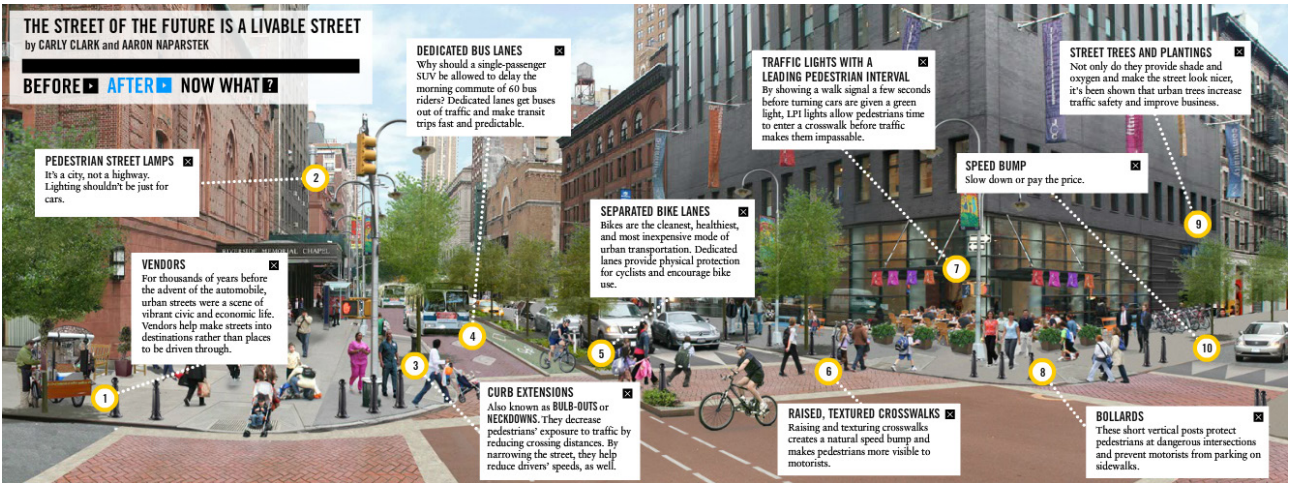 THE STREET OF THE FUTURE IS A LIVABLE STREET
by CARLY CLARK and AARON NAPARSTEK
BEFORE AFTER NOW WHAT ?
PEDESTRIAN STREET LAMPS
It's a city, not a highway.
Lighting shouldn't be just for
cars.
2
VENDORS
For thousands of years before
the advent of the automobile,
urban streets were a scene of
vibrant civic and economic life.
Vendors help make streets into
destinations rather than places
to be driven through.
1
RIVERSIDE MEMORIAL CHAPEL
DEDICATED BUS LANES
Why should a single-passenger
SUV be allowed to delay the
morning commute of 60 bus
riders? Dedicated lanes get buses
out of traffic and make transit
trips fast and predictable.
4
3
CURB EXTENSIONS
Also known as BULB-OUTS or
NECKDOWNS. They decrease
pedestrians' exposure to traffic by
reducing crossing distances. By
narrowing the street, they help
reduce drivers' speeds, as well.
SEPARATED BIKE LANES
Bikes are the cleanest, healthiest,
and most inexpensive mode of
urban transportation. Dedicated
lanes provide physical protection
for cyclists and encourage bike
use.
5
TRAFFIC LIGHTS WITH A
LEADING PEDESTRIAN INTERVAL
By showing a walk signal a few seconds
before turning cars are given a green
light, LPI lights allow pedestrians time
to enter a crosswalk before traffic
makes them impassable.
7
6
RAISED, TEXTURED CROSSWALKS
Raising and texturing crosswalks
creates a natural speed bump and
makes pedestrians more visible to
motorists.
SPEED BUMP
Slow down or pay the price.
10
STREET TREES AND PLANTINGS
Not only do they provide shade and
oxygen and make the street look nicer,
it's been shown that urban trees increase
traffic safety and improve business.
9
8
BOLLARDS
These short vertical posts protect
pedestrians at dangerous intersections
and prevent motorists from parking on
sidewalks.